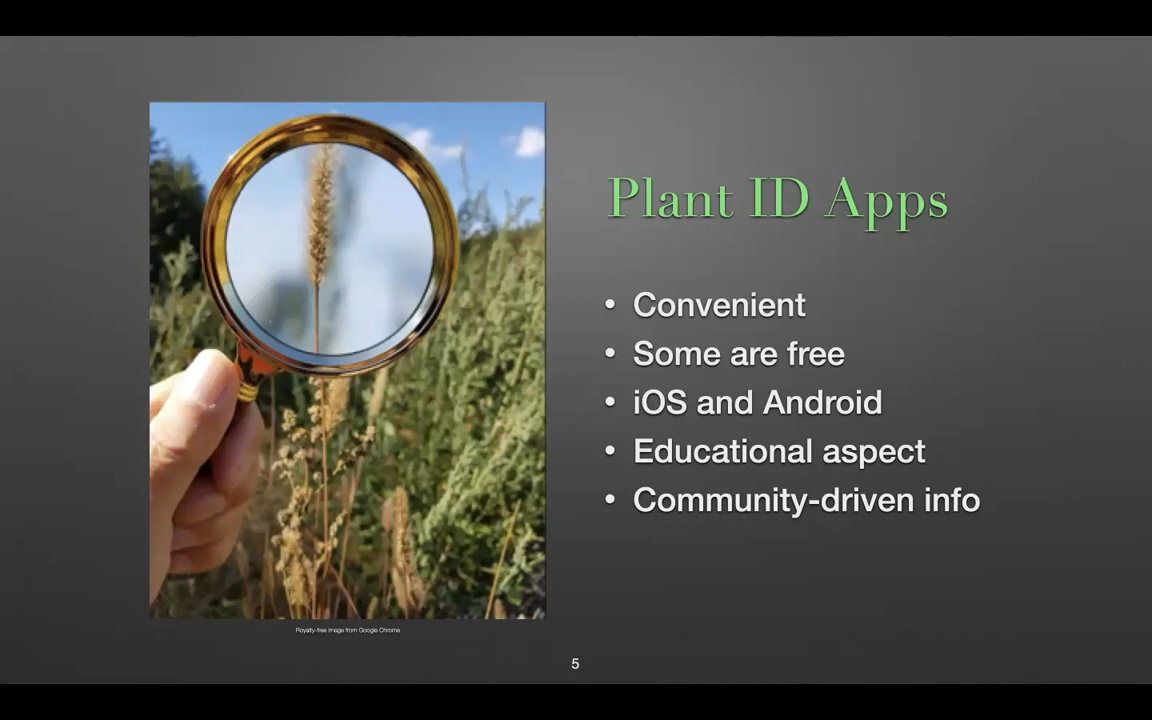 Plant ID Apps
• Convenient
• Some are free
• iOS and Android
• Educational aspect
• Community-driven info
Royalty-free image from Google Chrome
5